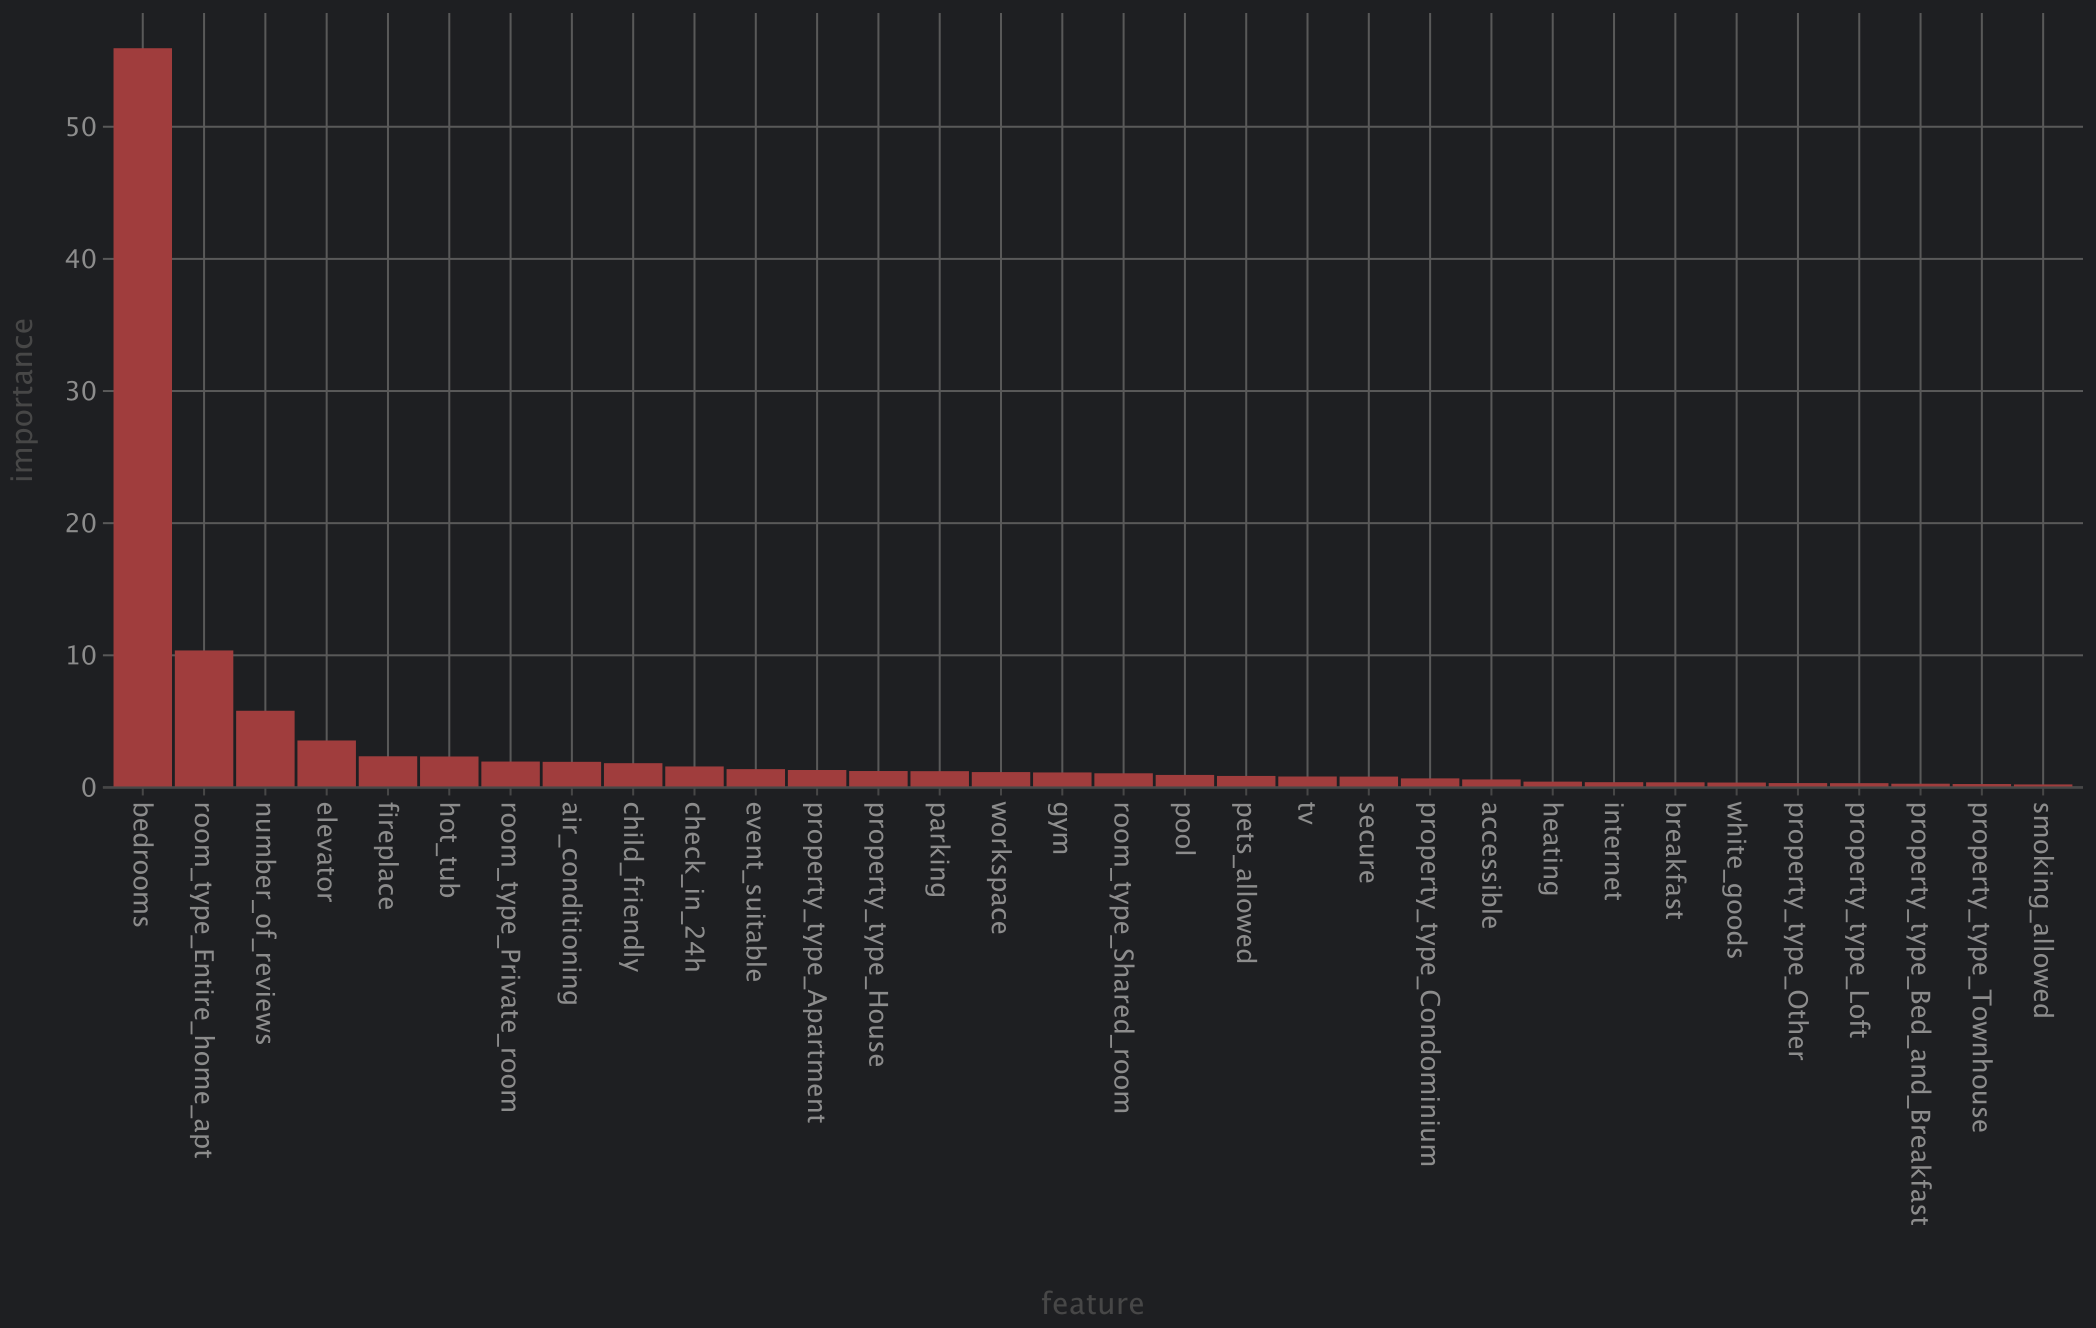 importance
50
40
30
20
10
0
bedrooms
room_type_Entire_home_apt
number_of_reviews
elevator
fireplace
hot_tub
room_type_Private_room
air_conditioning
child_friendly
check_in_24h
event_suitable
property_type_Apartment
property_type_House
parking
workspace
gym
room_type_Shared_room
pool
pets_allowed
tv
secure
property_type_Condominium
accessible
heating
internet
breakfast
white_goods
property_type_Other
property_type_Loft
property_type_Bed_and_Breakfast
property_type_Townhouse
smoking_allowed
feature